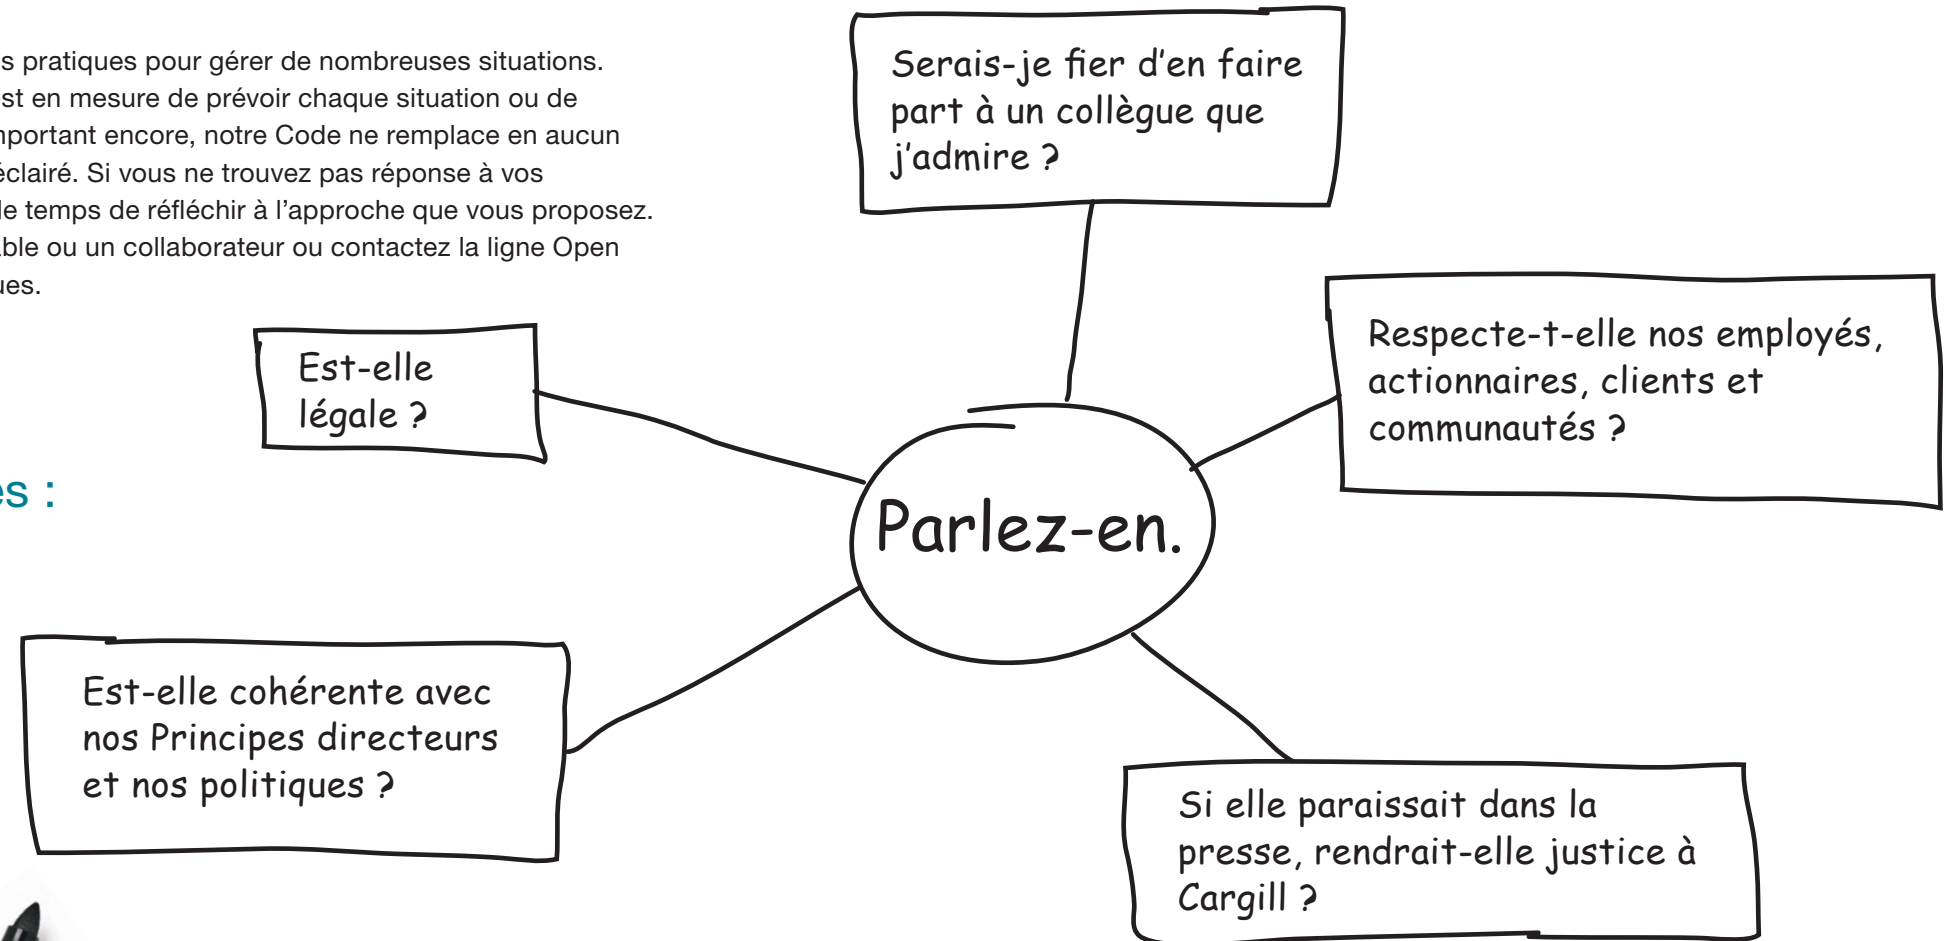 s pratiques pour gérer de nombreuses situations.
st en mesure de prévoir chaque situation ou de
mportant encore, notre Code ne remplace en aucun
éclairé. Si vous ne trouvez pas réponse à vos
le temps de réfléchir à l'approche que vous proposez.
able ou un collaborateur ou contactez la ligne Open
ues.
Serais-je fier d'en faire
part à un collègue que
j'admire ?
Est-elle
légale ?
Respecte-t-elle nos employés,
actionnaires, clients et
communautés ?
es :
Parlez-en.
Est-elle cohérente avec
nos Principes directeurs
et nos politiques ?
Si elle paraissait dans la
presse, rendrait-elle justice à
Cargill ?